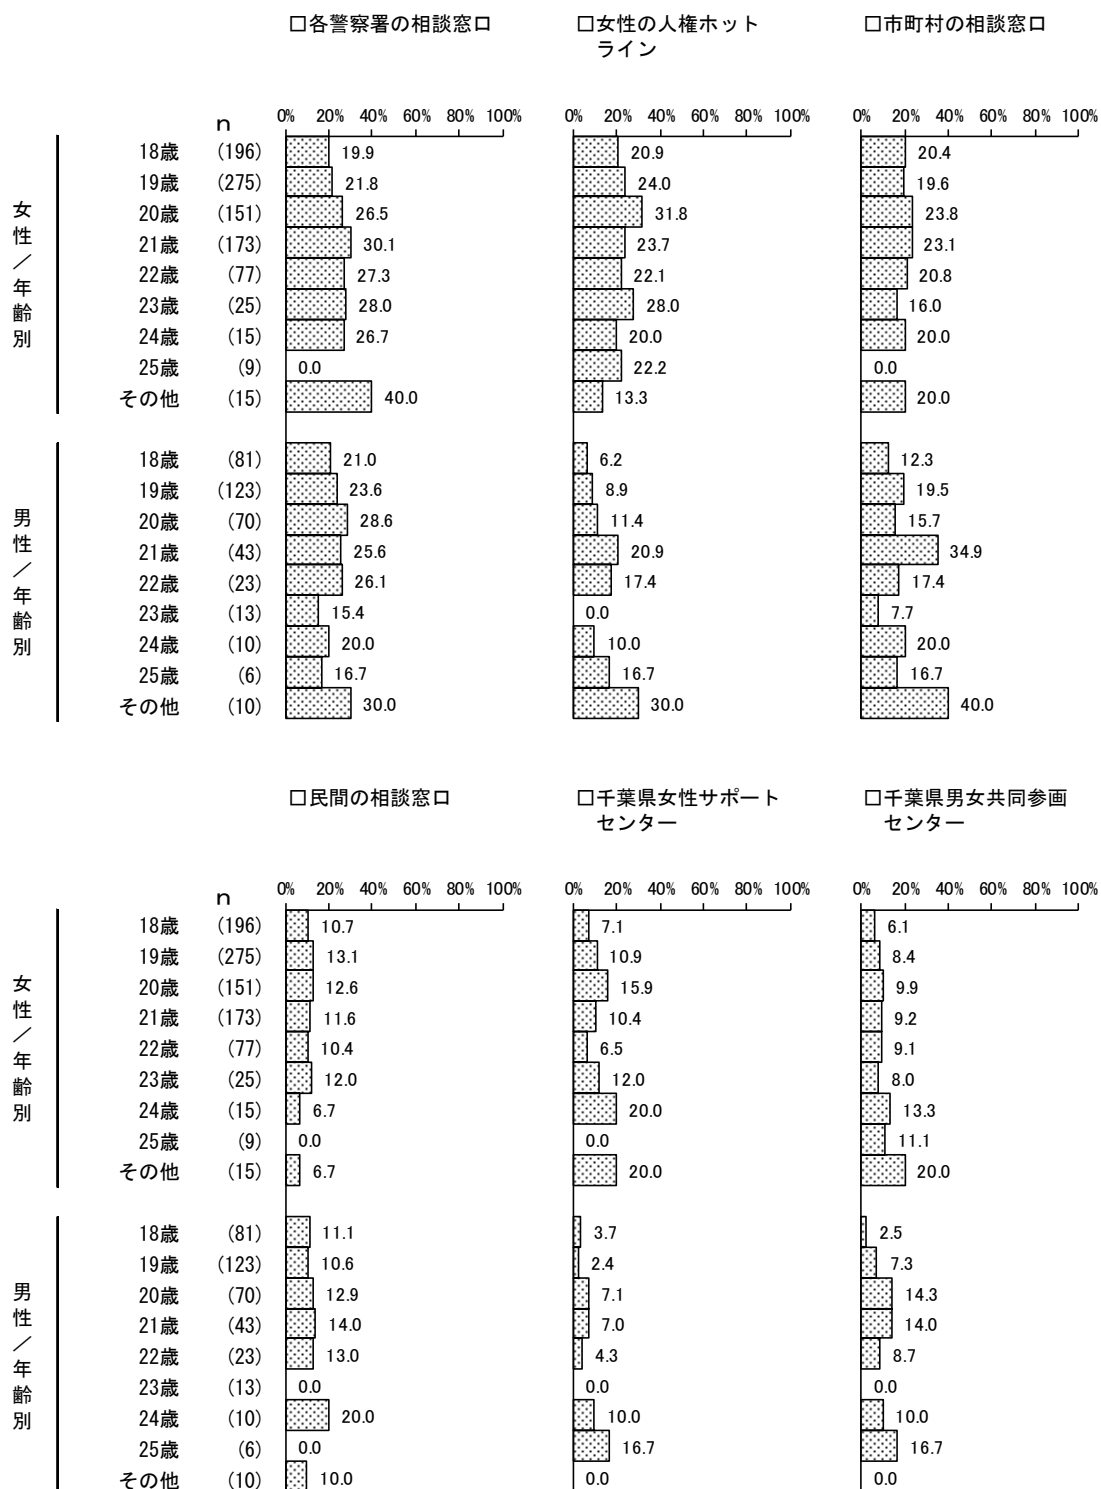 □各警察署の相談窓口 □女性の人権ホット □市町村の相談窓口
ライン
n 0% 20% 40% 60% 80% 100% 0% 20% 40% 60% 80% 100% 0% 20% 40% 60% 80% 100%
女性／年齢別
18歳 (196) 19.9 20.9 20.4
19歳 (275) 21.8 24.0 19.6
20歳 (151) 26.5 31.8 23.8
21歳 (173) 30.1 23.7 23.1
22歳 (77) 27.3 22.1 20.8
23歳 (25) 28.0 28.0 16.0
24歳 (15) 26.7 20.0 20.0
25歳 (9) 0.0 22.2 0.0
その他 (15) 40.0 13.3 20.0
男性／年齢別
18歳 (81) 21.0 6.2 12.3
19歳 (123) 23.6 8.9 19.5
20歳 (70) 28.6 11.4 15.7
21歳 (43) 25.6 20.9 34.9
22歳 (23) 26.1 17.4 17.4
23歳 (13) 15.4 0.0 7.7
24歳 (10) 20.0 10.0 20.0
25歳 (6) 16.7 16.7 16.7
その他 (10) 30.0 30.0 40.0
□民間の相談窓口 □千葉県女性サポート □千葉県男女共同参画
センター センター
n 0% 20% 40% 60% 80% 100% 0% 20% 40% 60% 80% 100% 0% 20% 40% 60% 80% 100%
女性／年齢別
18歳 (196) 10.7 7.1 6.1
19歳 (275) 13.1 10.9 8.4
20歳 (151) 12.6 15.9 9.9
21歳 (173) 11.6 10.4 9.2
22歳 (77) 10.4 6.5 9.1
23歳 (25) 12.0 12.0 8.0
24歳 (15) 6.7 20.0 13.3
25歳 (9) 0.0 0.0 11.1
その他 (15) 6.7 20.0 20.0
男性／年齢別
18歳 (81) 11.1 3.7 2.5
19歳 (123) 10.6 2.4 7.3
20歳 (70) 12.9 7.1 14.3
21歳 (43) 14.0 7.0 14.0
22歳 (23) 13.0 4.3 8.7
23歳 (13) 0.0 0.0 0.0
24歳 (10) 20.0 10.0 10.0
25歳 (6) 0.0 16.7 16.7
その他 (10) 10.0 0.0 0.0